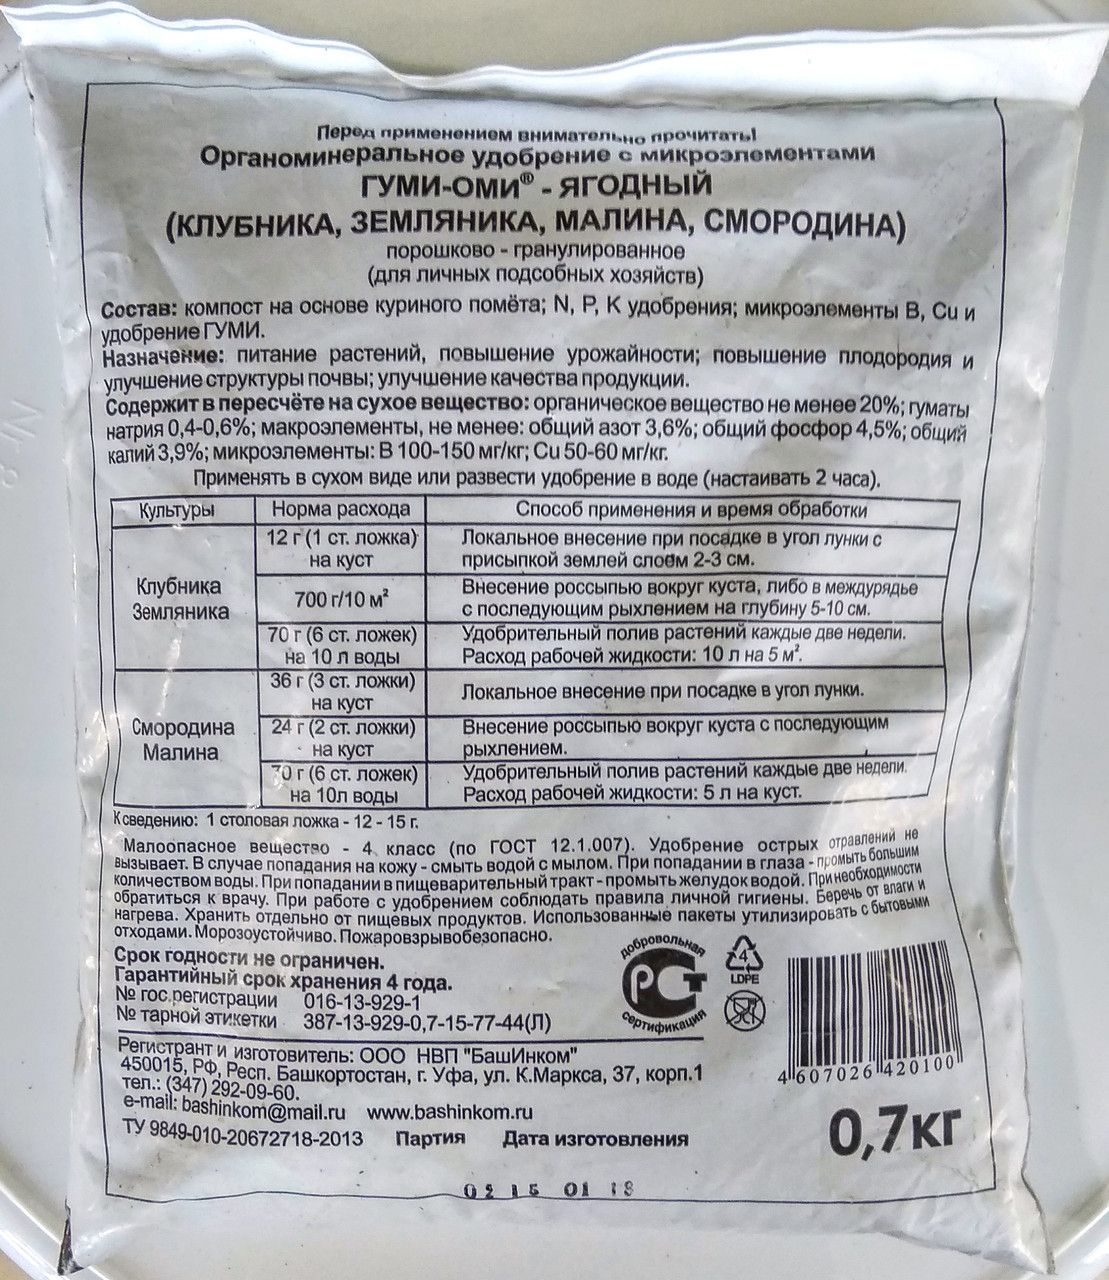 Перед применением внимательно прочитать!
Органоминеральное удобрение с микроэлементами
ГУМИ-ОМИ® - ЯГОДНЫЙ
(КЛУБНИКА, ЗЕМЛЯНИКА, МАЛИНА, СМОРОДИНА)
порошково - гранулированное
(для личных подсобных хозяйств)
Состав: компост на основе куриного помёта; N, P, K удобрения; микроэлементы B, Cu и
удобрение ГУМИ.
Назначение: питание растений, повышение урожайности; повышение плодородия и
улучшение структуры почвы; улучшение качества продукции.
Содержит в пересчёте на сухое вещество: органическое вещество не менее 20%; гуматы
натрия 0,4-0,6%; макроэлементы, не менее: общий азот 3,6%; общий фосфор 4,5%; общий
калий 3,9%; микроэлементы: B 100-150 мг/кг; Cu 50-60 мг/кг.
Применять в сухом виде или развести удобрение в воде (настаивать 2 часа).
Культуры Норма расхода Способ применения и время обработки
Клубника
Земляника
12 г (1 ст. ложка)
на куст
Локальное внесение при посадке в угол лунки с
присыпкой землей слоем 2-3 см.
700 г/10 м²
Внесение россыпью вокруг куста, либо в междурядье
с последующим рыхлением на глубину 5-10 см.
70 г (6 ст. ложек)
на 10 л воды
Удобрительный полив растений каждые две недели.
Расход рабочей жидкости: 10 л на 5 м².
Смородина
Малина
36 г (3 ст. ложки)
на куст
Локальное внесение при посадке в угол лунки.
24 г (2 ст. ложки)
на куст
Внесение россыпью вокруг куста с последующим
рыхлением.
70 г (6 ст. ложек)
на 10л воды
Удобрительный полив растений каждые две недели.
Расход рабочей жидкости: 5 л на куст.
К сведению: 1 столовая ложка - 12 - 15 г.
Малоопасное вещество - 4 класс (по ГОСТ 12.1.007). Удобрение острых отравлений не
вызывает. В случае попадания на кожу - смыть водой с мылом. При попадании в глаза - промыть большим
количеством воды. При попадании в пищеварительный тракт - промыть желудок водой. При необходимости
обратиться к врачу. При работе с удобрением соблюдать правила личной гигиены. Беречь от влаги и
нагрева. Хранить отдельно от пищевых продуктов. Использованные пакеты утилизировать с бытовыми
отходами. Морозоустойчиво. Пожаровзрывобезопасно.
Срок годности не ограничен.
Гарантийный срок хранения 4 года.
№ гос.регистрации 016-13-929-1
№ тарной этикетки 387-13-929-0,7-15-77-44(Л)
добровольная
РСТ
сертификация
4
LDPE
Регистрант и изготовитель: ООО НВП "БашИнком"
450015, РФ, Респ. Башкортостан, г. Уфа, ул. К.Маркса, 37, корп.1
тел.: (347) 292-09-60.
e-mail: bashinkom@mail.ru www.bashinkom.ru
ТУ 9849-010-20672718-2013 Партия Дата изготовления
4 607026 420100
0,7кг
02 15 01 18